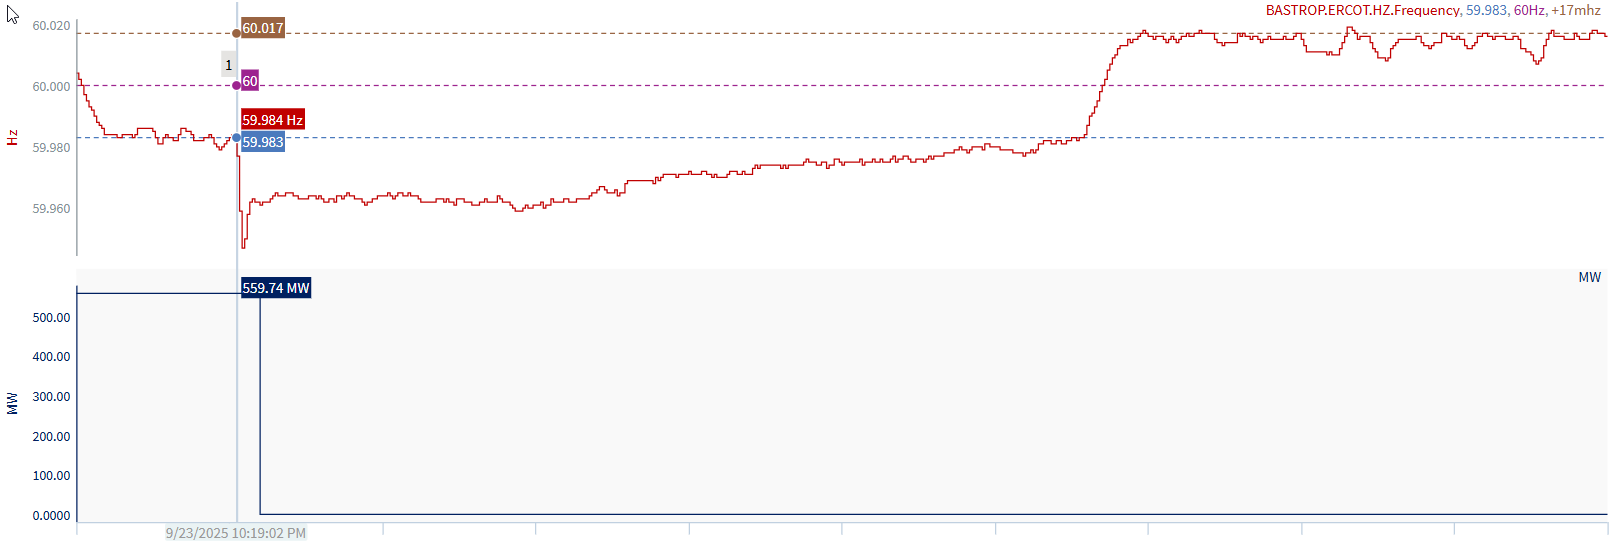 BASTROP.ERCOT.HZ.Frequency, 59.983, 60Hz, +17mhz
60.020
60.017
1
60
60.000
59.984 Hz
Hz
59.983
59.980
59.960
MW
559.74 MW
500.00
400.00
MW
300.00
200.00
100.00
0.0000
9/23/2025 10:19:02 PM